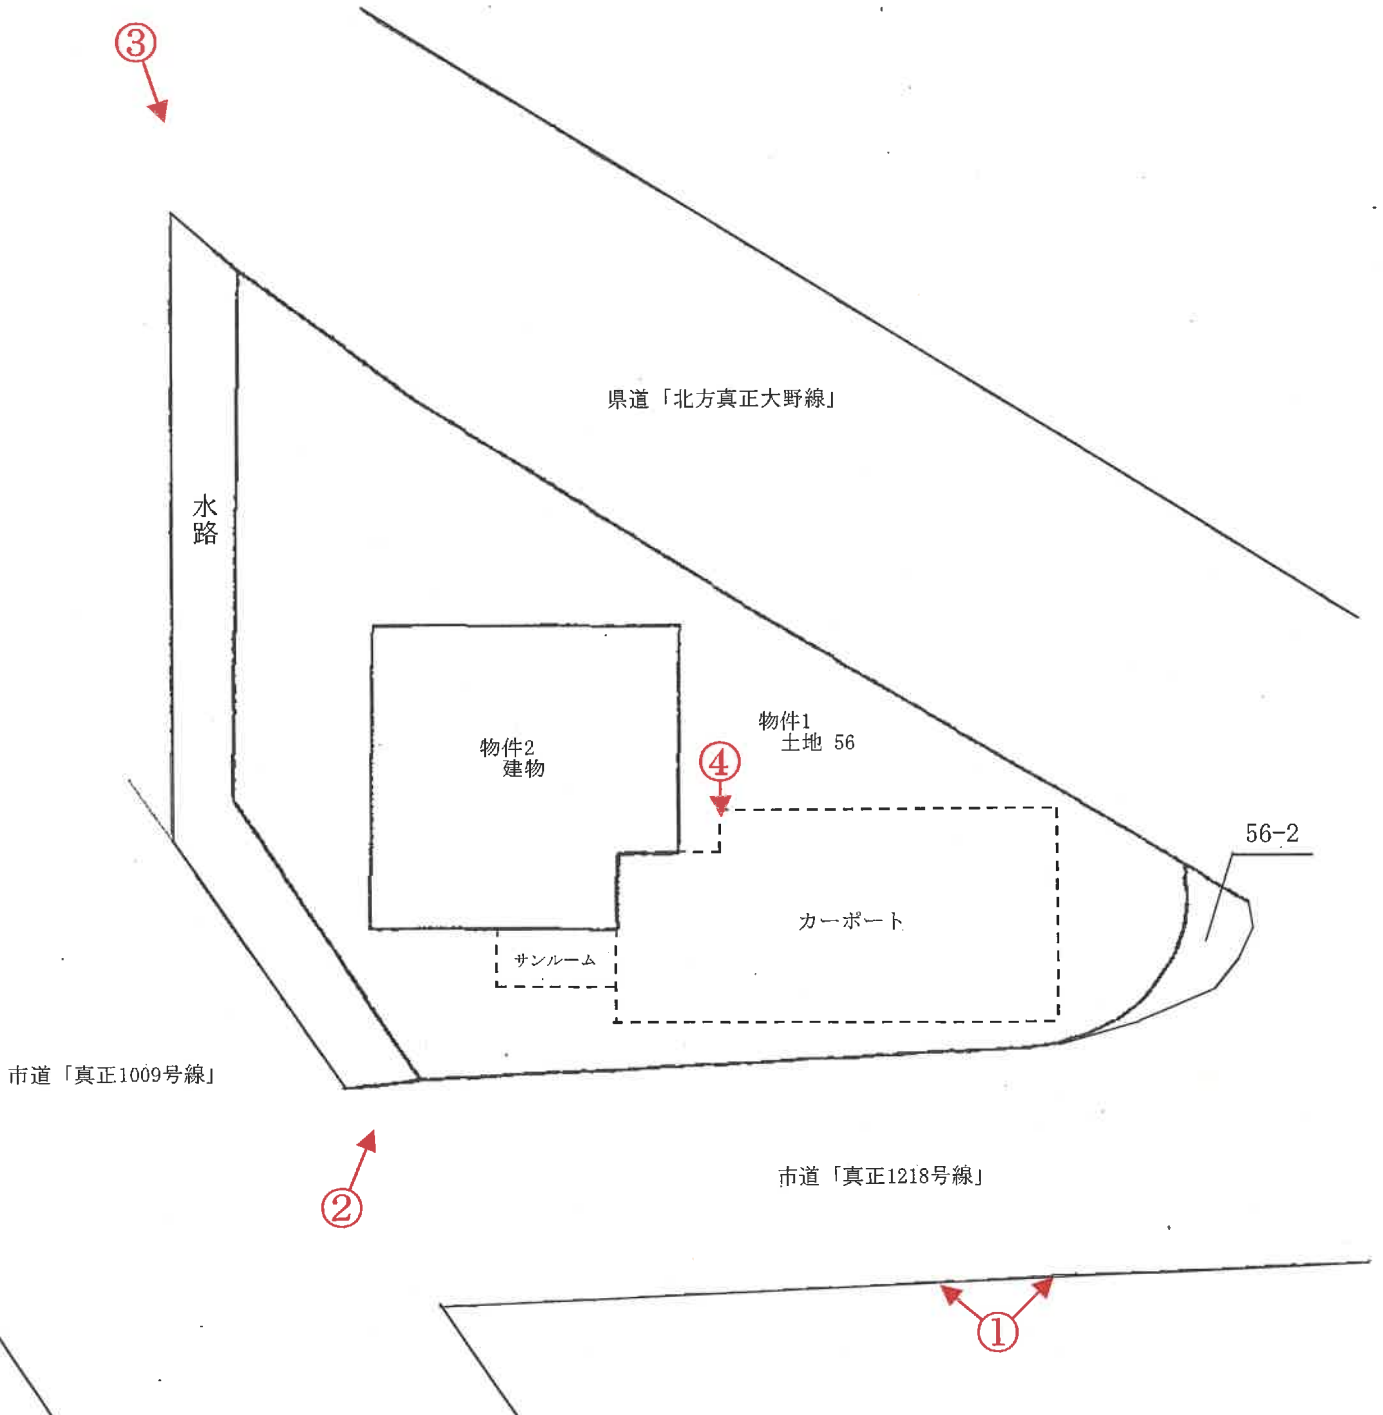 ③
県道「北方真正大野線」
水路
物件1
土地 56
物件2
建物
④
56-2
カーポート
サンルーム
市道「真正1009号線」
市道「真正1218号線」
②
①